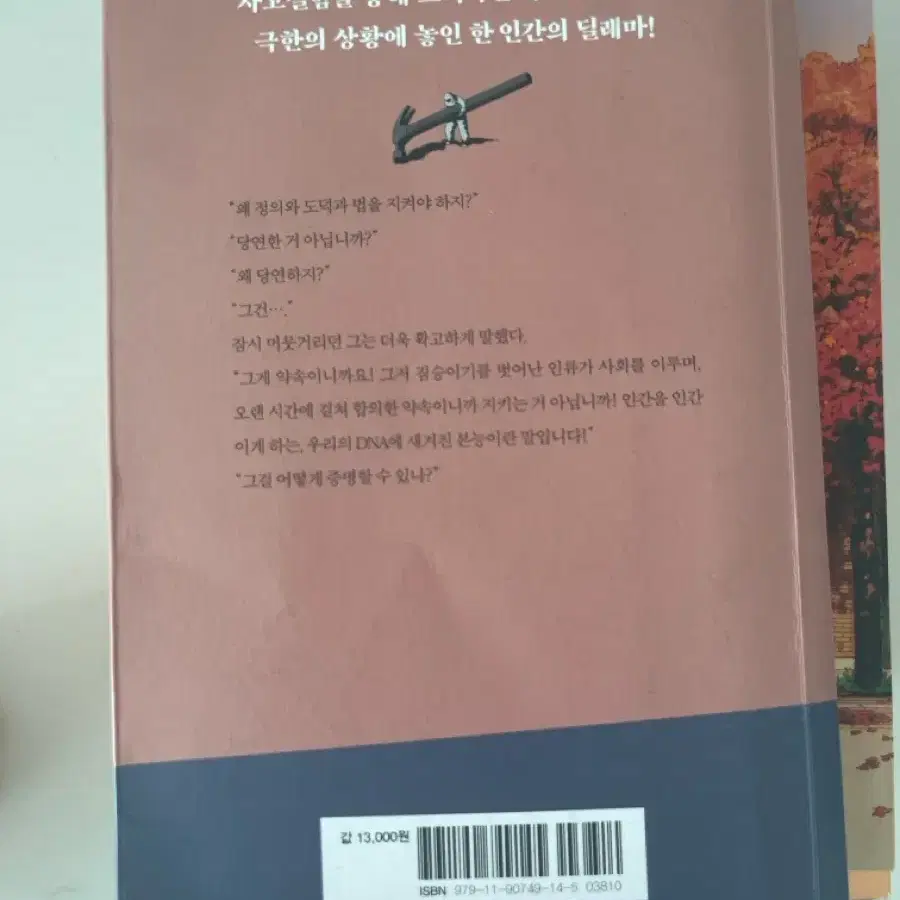 극한의 상황에 놓인 한 인간의 딜레마!
“왜 정의와 도덕과 법을 지켜야 하지?”
“당연한 거 아닙니까?”
“왜 당연하지?”
“그건….”
잠시 머뭇거리던 그는 더욱 확고하게 말했다.
“그게 약속이니까요! 그저 짐승이기를 벗어난 인류가 사회를 이루며,
오랜 시간에 걸쳐 합의한 약속이니까 지키는 거 아닙니까! 인간을 인간
이게 하는, 우리의 DNA에 새겨진 본능이란 말입니다!”
“그걸 어떻게 증명할 수 있나?”
값 13,000원
ISBN 979-11-90749-14-5 03810